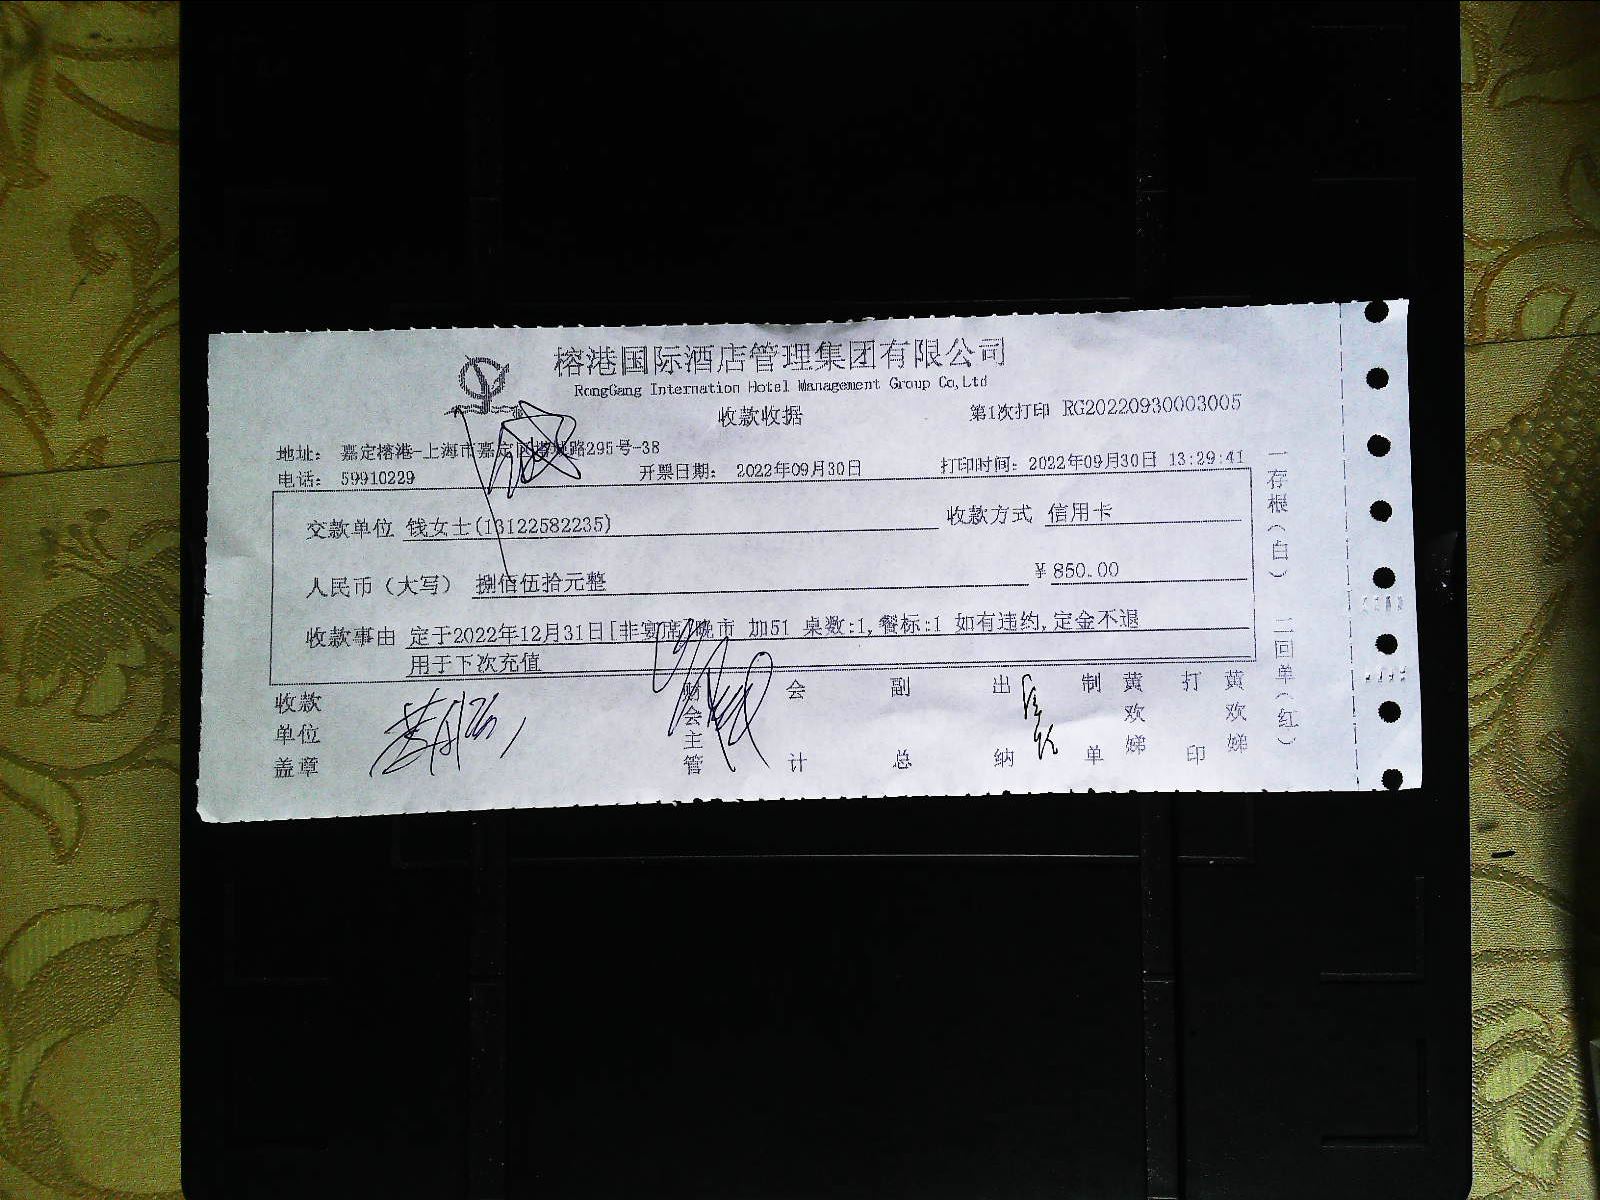 榕港国际酒店管理集团有限公司
RongGang Internation Hotel Management Group Co,Ltd
收款收据
第1次打印 RG20220930003005
地址： 嘉定榕港-上海市嘉定区塔城路295号-38
电话： 59910229
开票日期： 2022年09月30日
打印时间：2022年09月30日 13:29:41
交款单位 钱女士(13122582235)
收款方式 信用卡
人民币（大写） 捌佰伍拾元整
￥850.00
收款事由 定于2022年12月31日[非宴席]晚市 加51 桌数:1,餐标:1 如有违约,定金不退
用于下次充值
收款单位盖章
财会主管
会计
副总
出纳
制单
黄欢娣
打印
黄欢娣
一存根（白） 二回单（红）